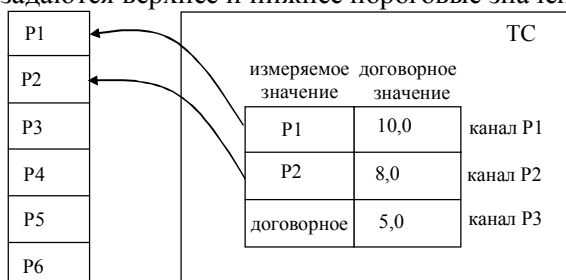 задаются верхнее и нижнее пороговые значен
P1
P2
P3
P4
P5
P6
ТС
измеряемое договорное
значение значение
P1 10,0 канал P1
P2 8,0 канал P2
договорное 5,0 канал P3